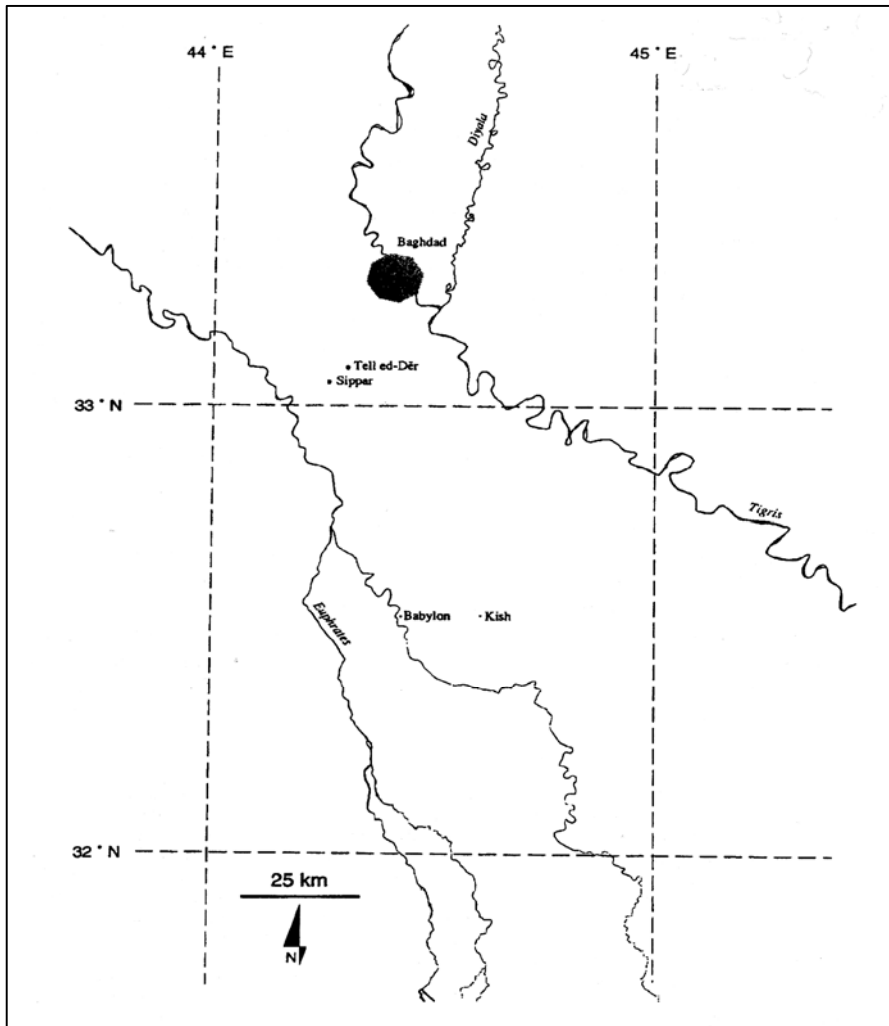 44° E
45° E
Diyala
Baghdad
Tell ed-Dēr
Sippar
33° N
Tigris
Babylon
Kish
Euphrates
32° N
25 km
N